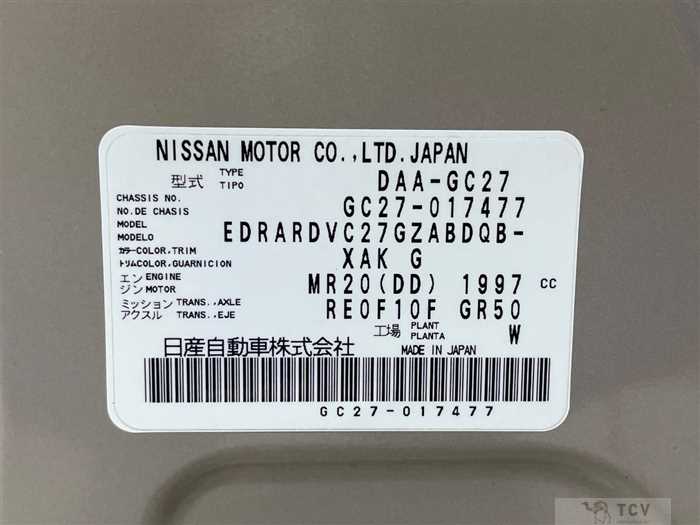 NISSAN MOTOR CO.,LTD.JAPAN
型式 TYPE TIPO DAA-GC27
CHASSIS NO. NO.DE CHASIS GC27-017477
MODEL MODELO EDRARDVC27GZABDQB-
カラー COLOR,TRIM トリム COLOR,GUARNICION XAK G
エンジン ENGINE MOTOR MR20(DD) 1997 CC
ミッション TRANS.,AXLE アクスル TRANS.,EJE RE0F10F GR50
工場 PLANT PLANTA W
日産自動車株式会社 MADE IN JAPAN
GC27-017477
TCV